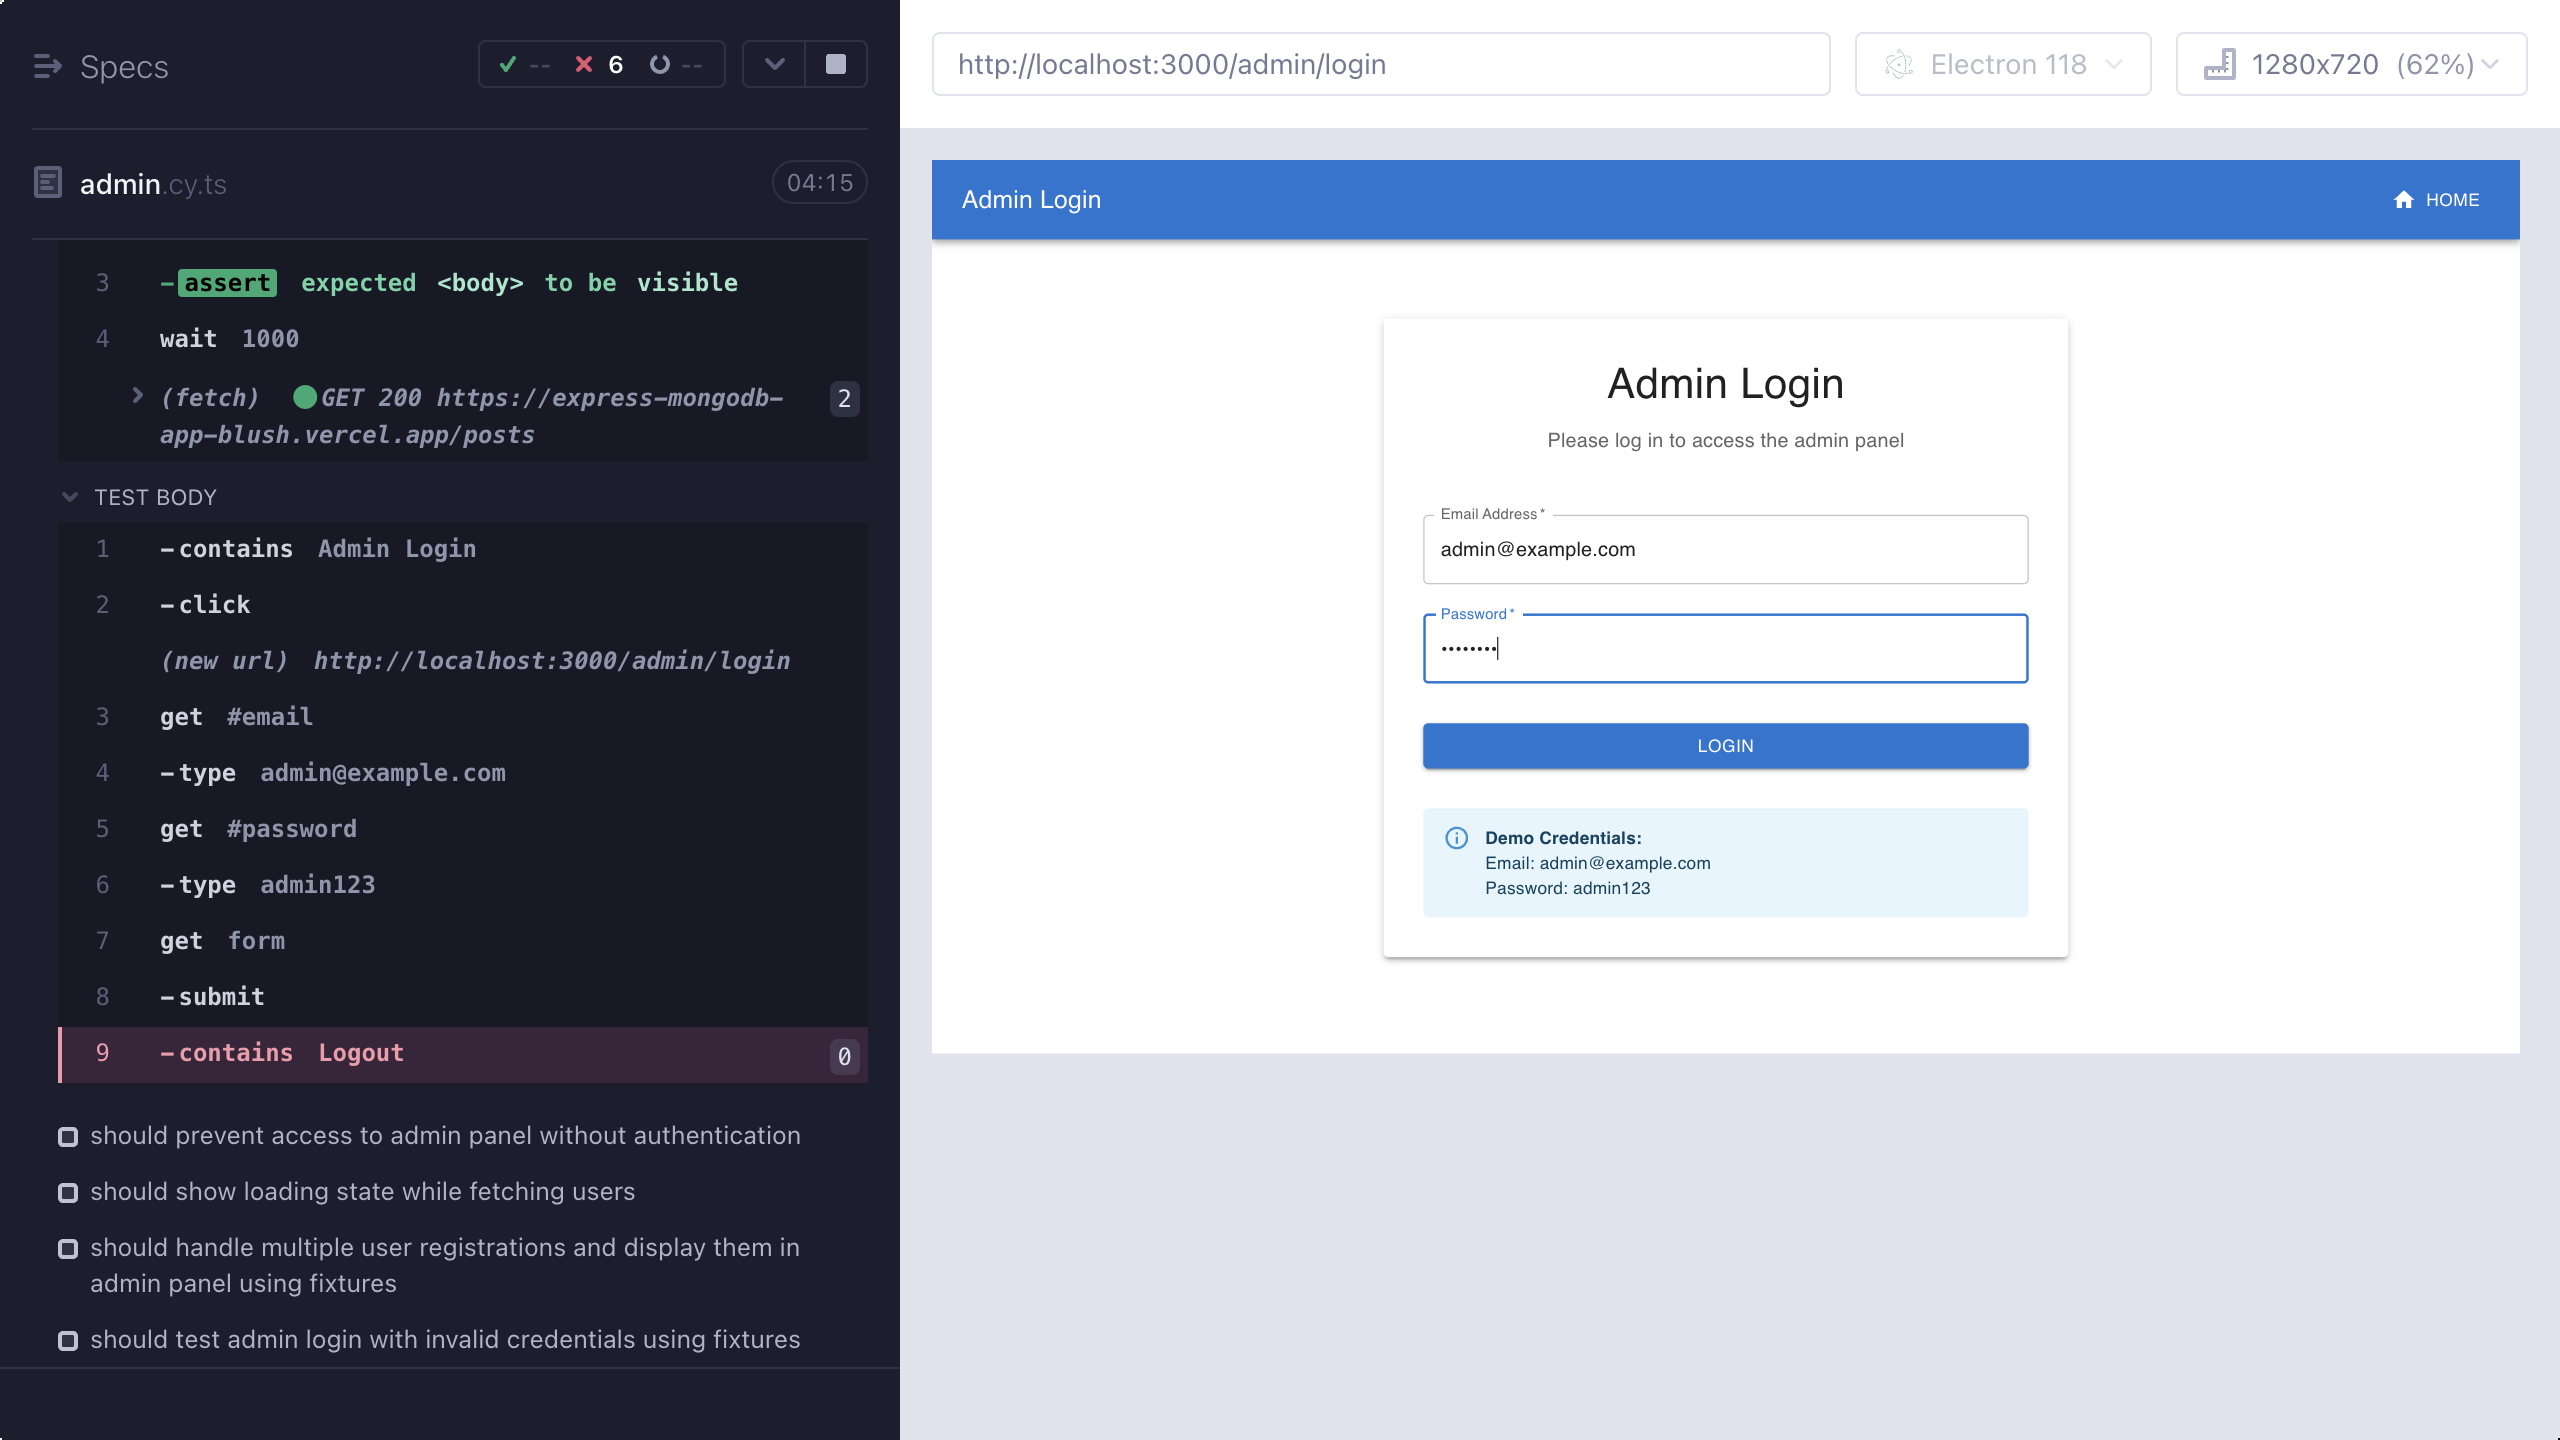 Specs
-- 6 --
admin.cy.ts
04:15
3 -assert expected <body> to be visible
4 wait 1000
(fetch) GET 200 https://express-mongodb-
app-blush.vercel.app/posts
2
TEST BODY
1 -contains Admin Login
2 -click
(new url) http://localhost:3000/admin/login
3 get #email
4 -type admin@example.com
5 get #password
6 -type admin123
7 get form
8 -submit
9 -contains Logout 0
should prevent access to admin panel without authentication
should show loading state while fetching users
should handle multiple user registrations and display them in
admin panel using fixtures
should test admin login with invalid credentials using fixtures
http://localhost:3000/admin/login
Electron 118
1280x720 (62%)
Admin Login
HOME
Admin Login
Please log in to access the admin panel
Email Address *
admin@example.com
Password *
••••••••
LOGIN
Demo Credentials:
Email: admin@example.com
Password: admin123